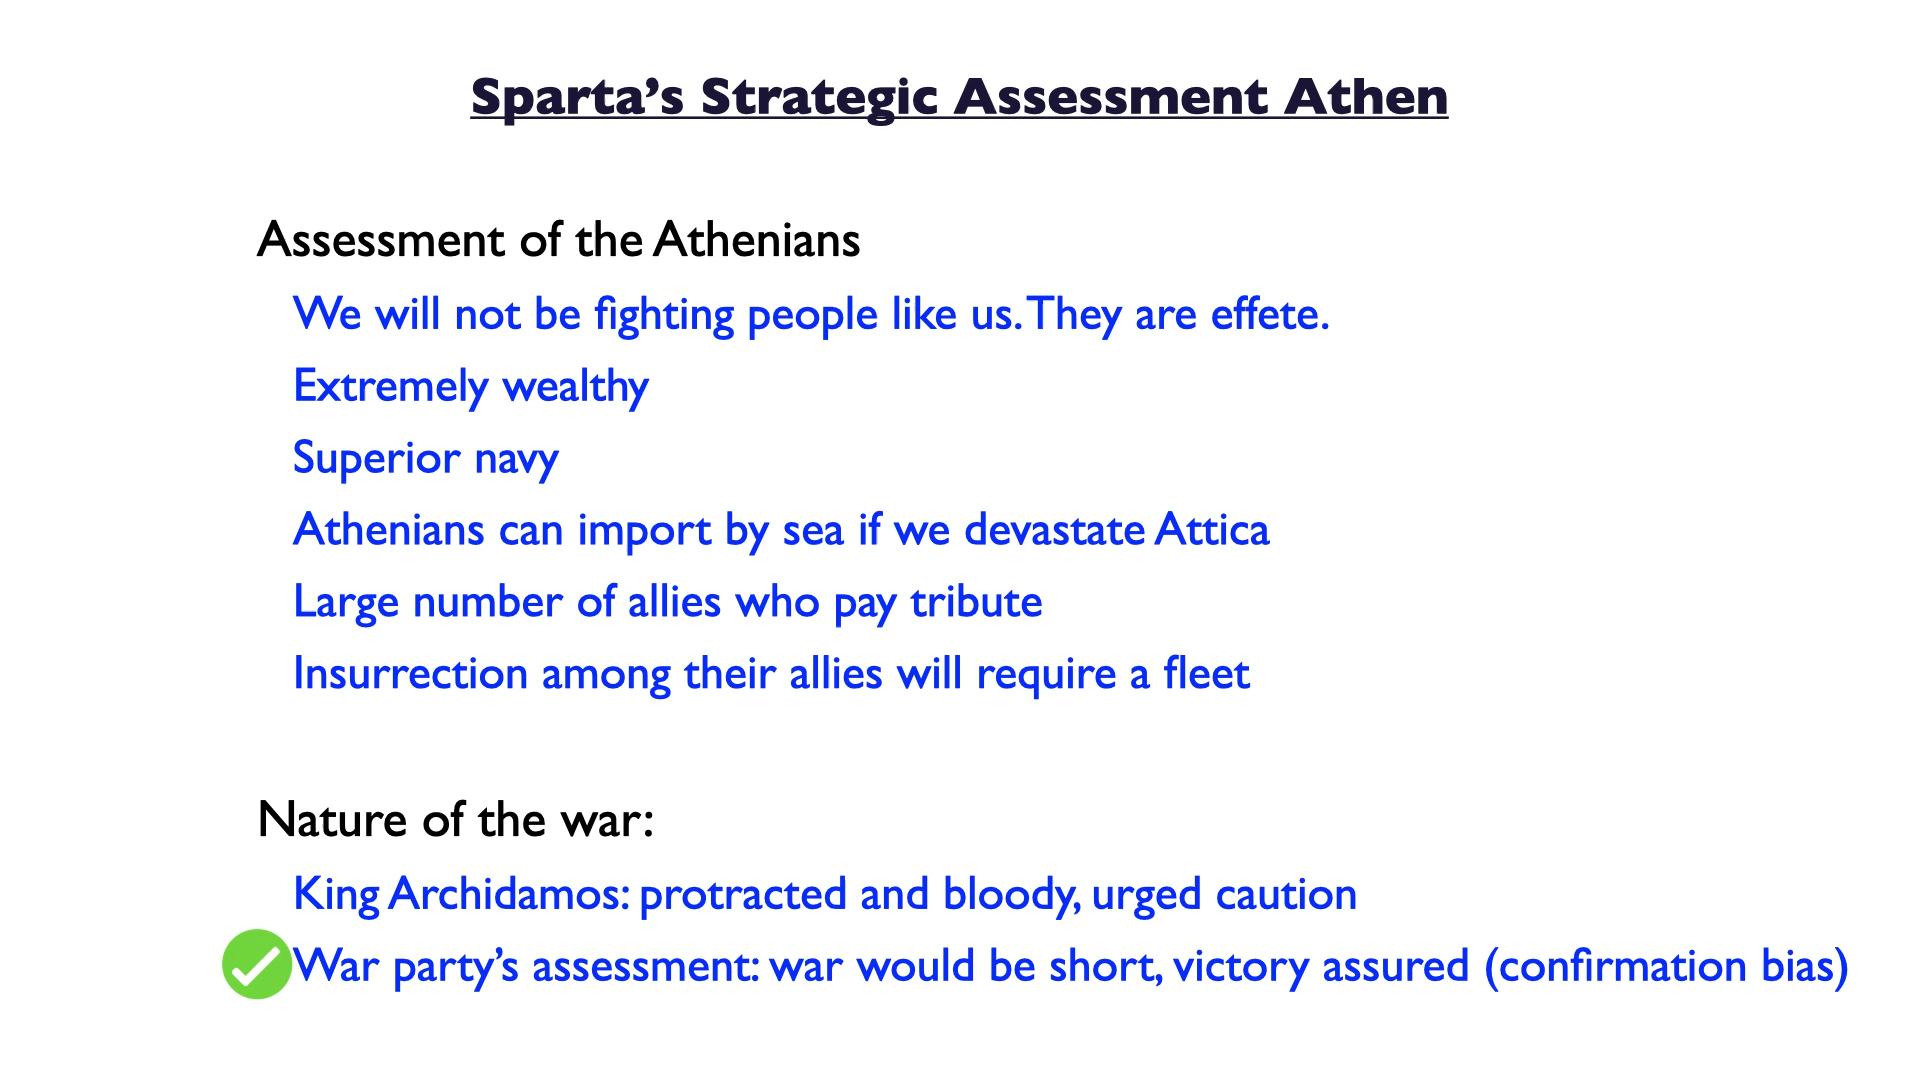 Sparta’s Strategic Assessment Athen
Assessment of the Athenians
We will not be fighting people like us. They are effete.
Extremely wealthy
Superior navy
Athenians can import by sea if we devastate Attica
Large number of allies who pay tribute
Insurrection among their allies will require a fleet
Nature of the war:
King Archidamos: protracted and bloody, urged caution
War party’s assessment: war would be short, victory assured (confirmation bias)